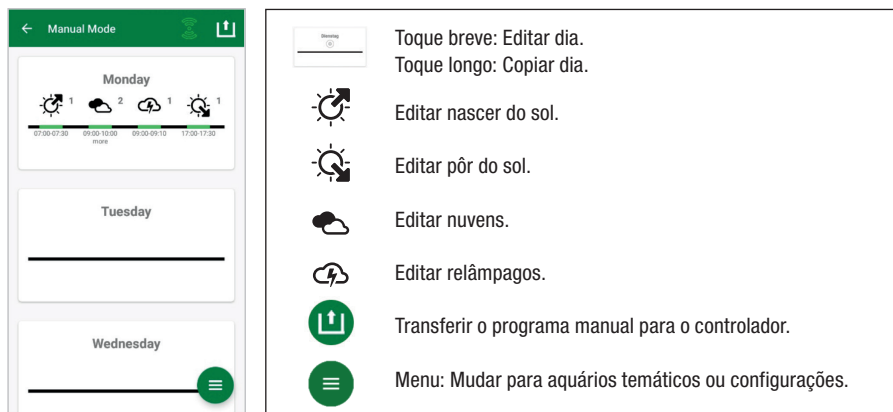 Manual Mode
Monday
1 2 1 1
07:00-07:30 09:00-10:00 09:00-09:10 17:00-17:30
more
Tuesday
Wednesday
Dienstag
Toque breve: Editar dia.
Toque longo: Copiar dia.
Editar nascer do sol.
Editar pôr do sol.
Editar nuvens.
Editar relâmpagos.
Transferir o programa manual para o controlador.
Menu: Mudar para aquários temáticos ou configurações.